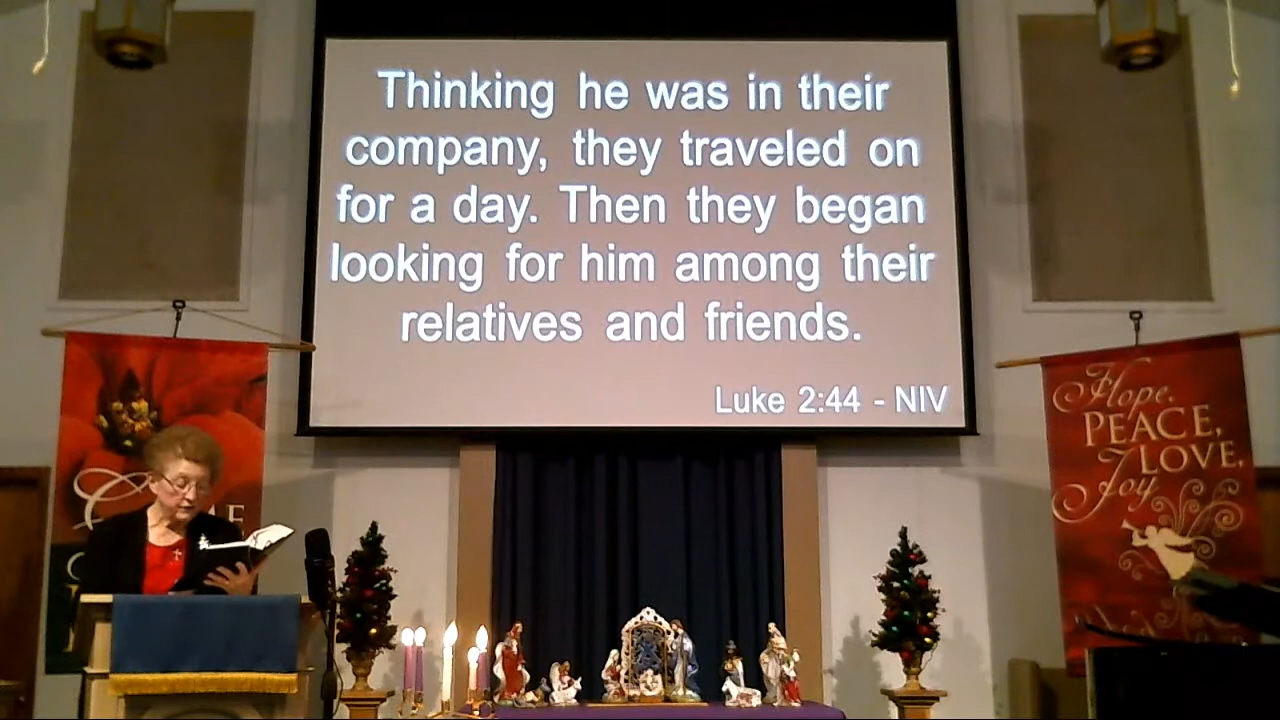 Thinking he was in their
company, they traveled on
for a day. Then they began
looking for him among their
relatives and friends.
Luke 2:44 - NIV
Hope,
PEACE,
LOVE,
Joy